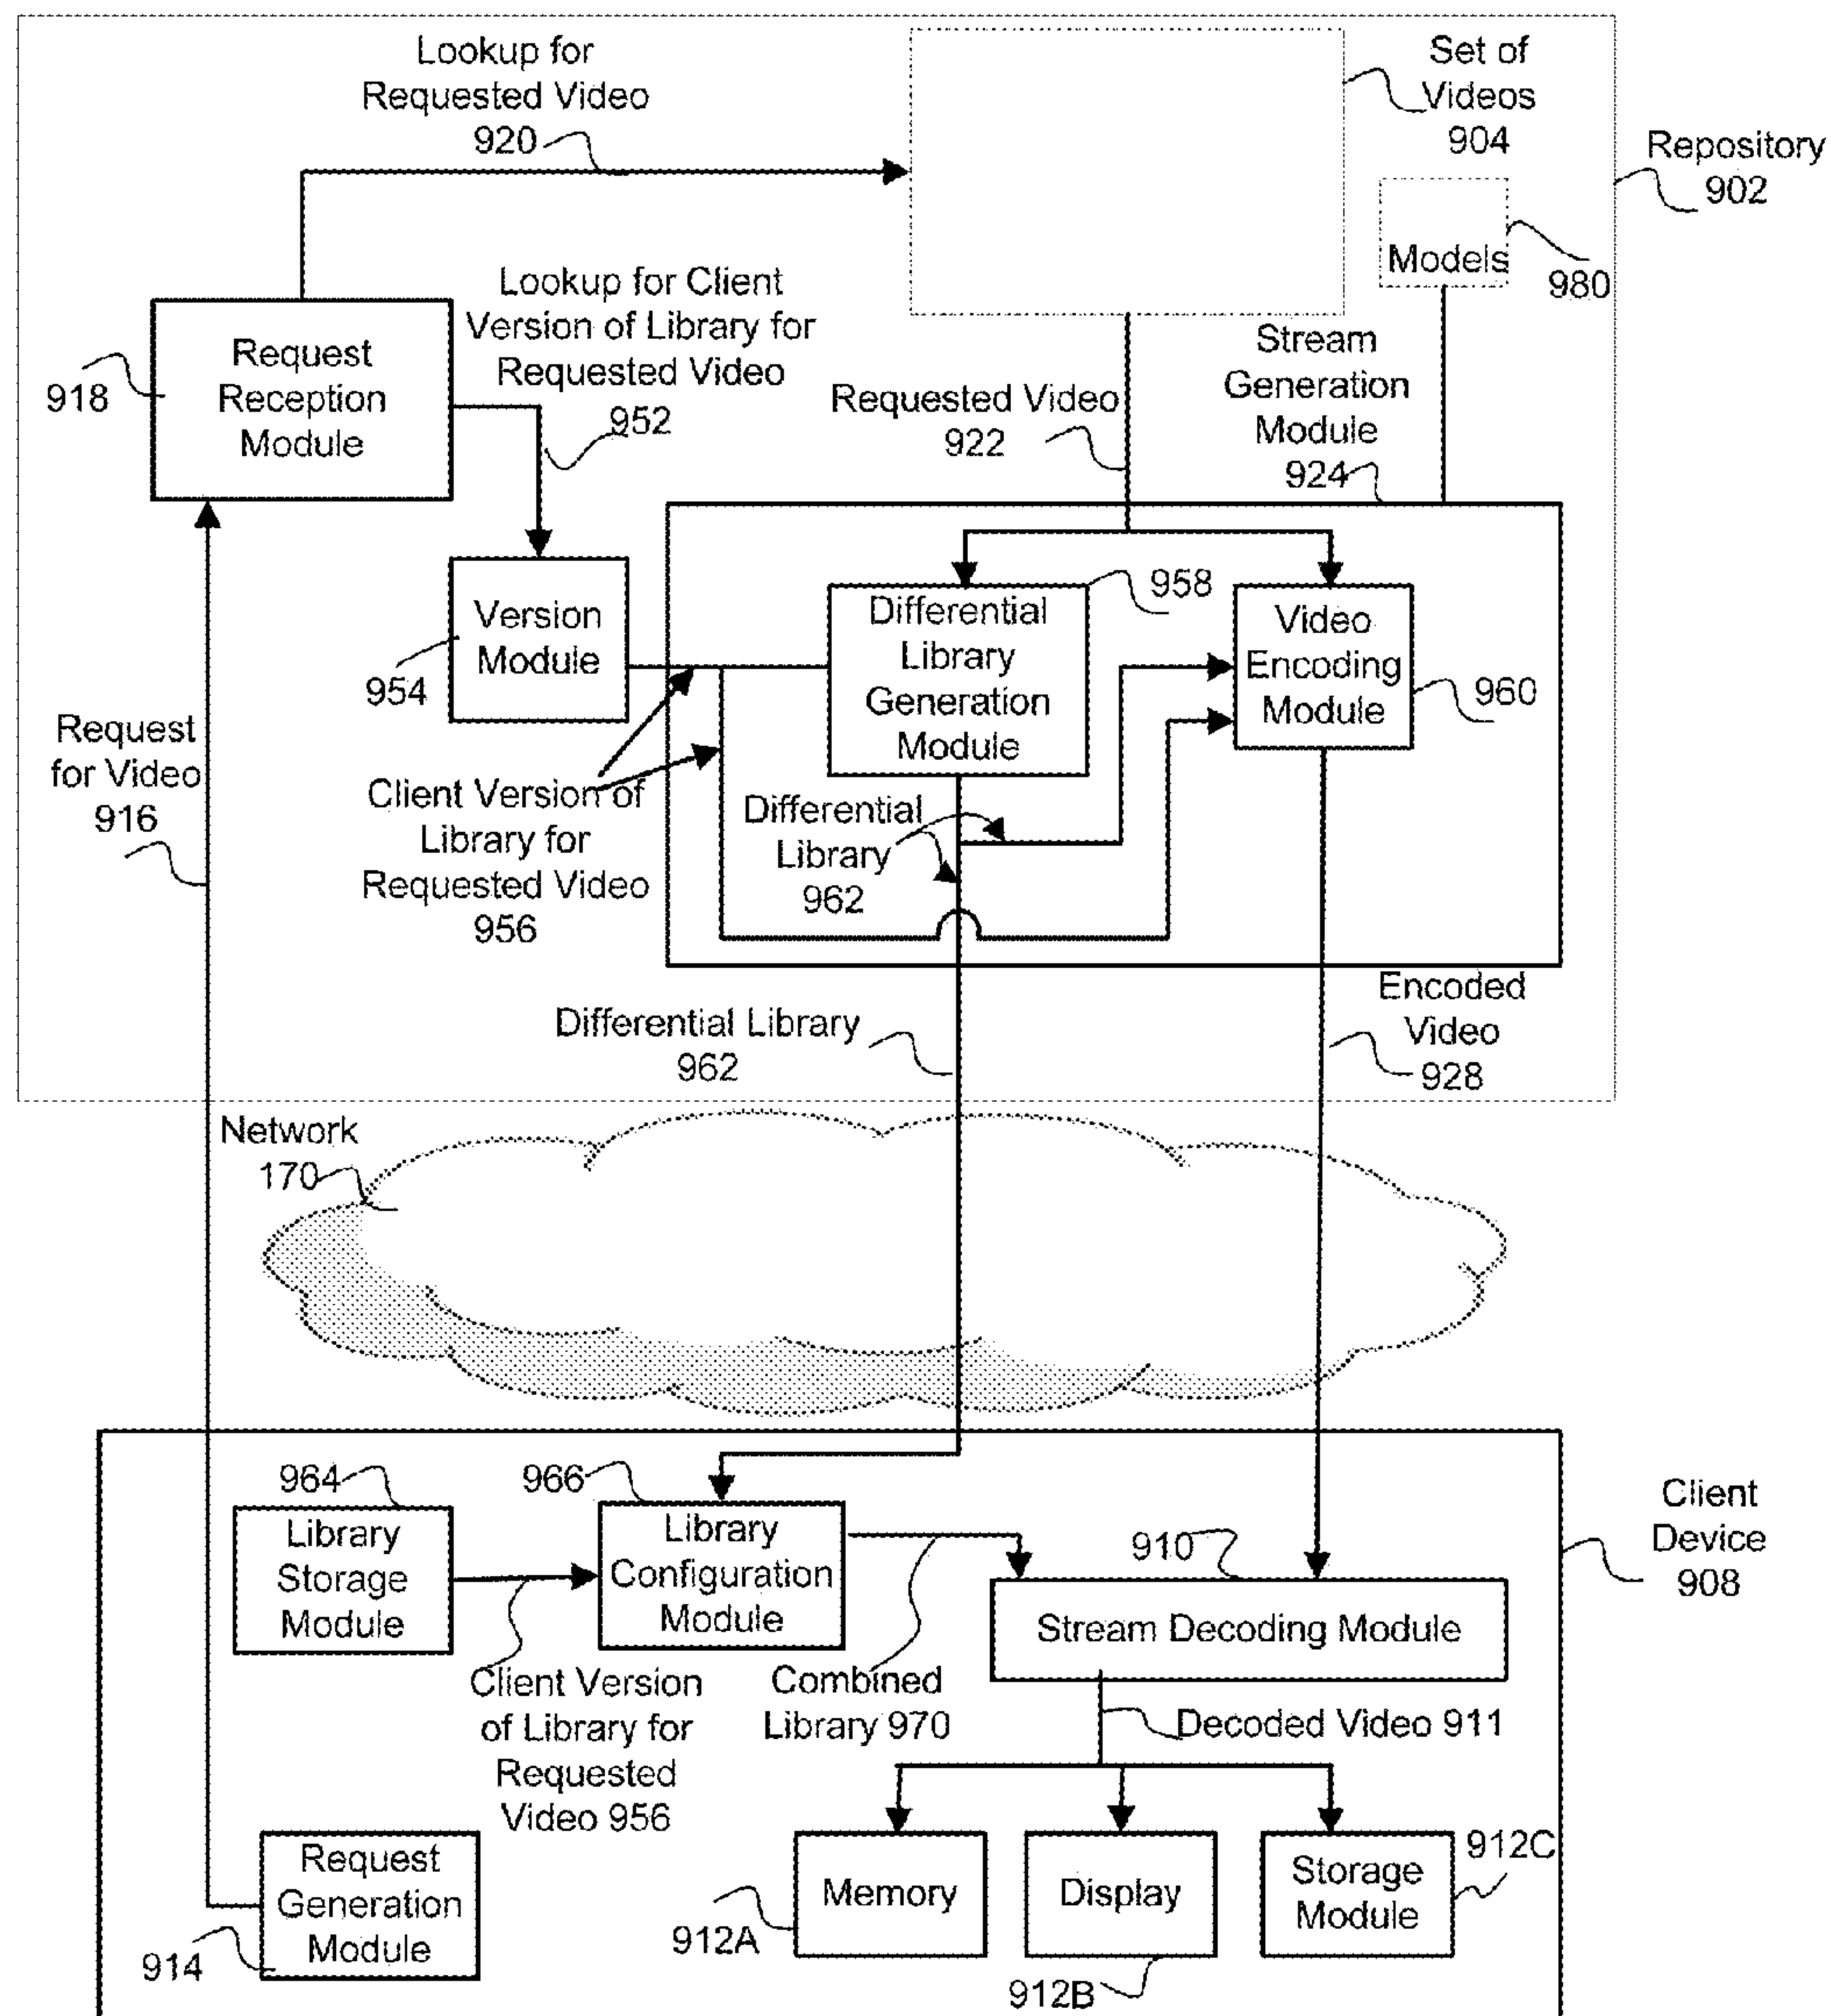 Lookup for
Requested Video
920
Set of
Videos
904
Repository
902
Models
980
Lookup for Client
Version of Library for
Requested Video
952
Request
Reception
Module
918
Requested Video
922
Stream
Generation
Module
924
Version
Module
954
Differential
Library
Generation
Module
958
Video
Encoding
Module
960
Request
for Video
916
Client Version of
Library for
Requested Video
956
Differential
Library
962
Differential Library
962
Encoded
Video
928
Network
170
964
Library
Storage
Module
966
Library
Configuration
Module
910
Stream Decoding Module
Client
Device
908
Client Version
of Library for
Requested
Video 956
Combined
Library 970
Decoded Video 911
Request
Generation
Module
914
Memory
912A
Display
912B
Storage
Module
912C